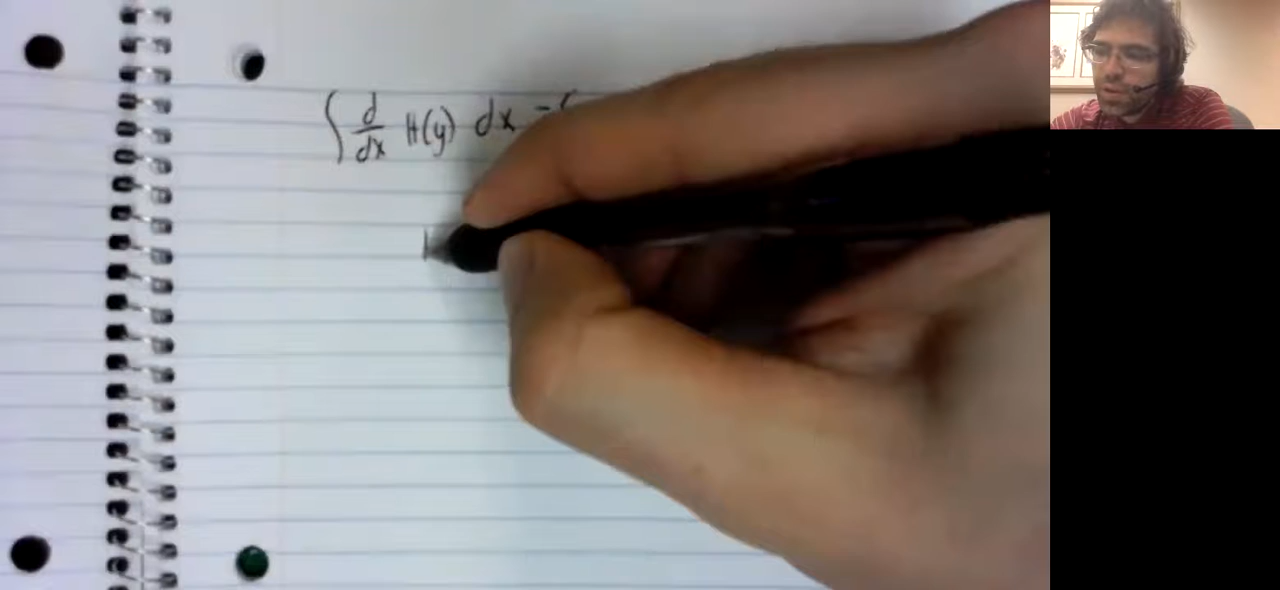 ∫ d/dx H(y) dx = ∫